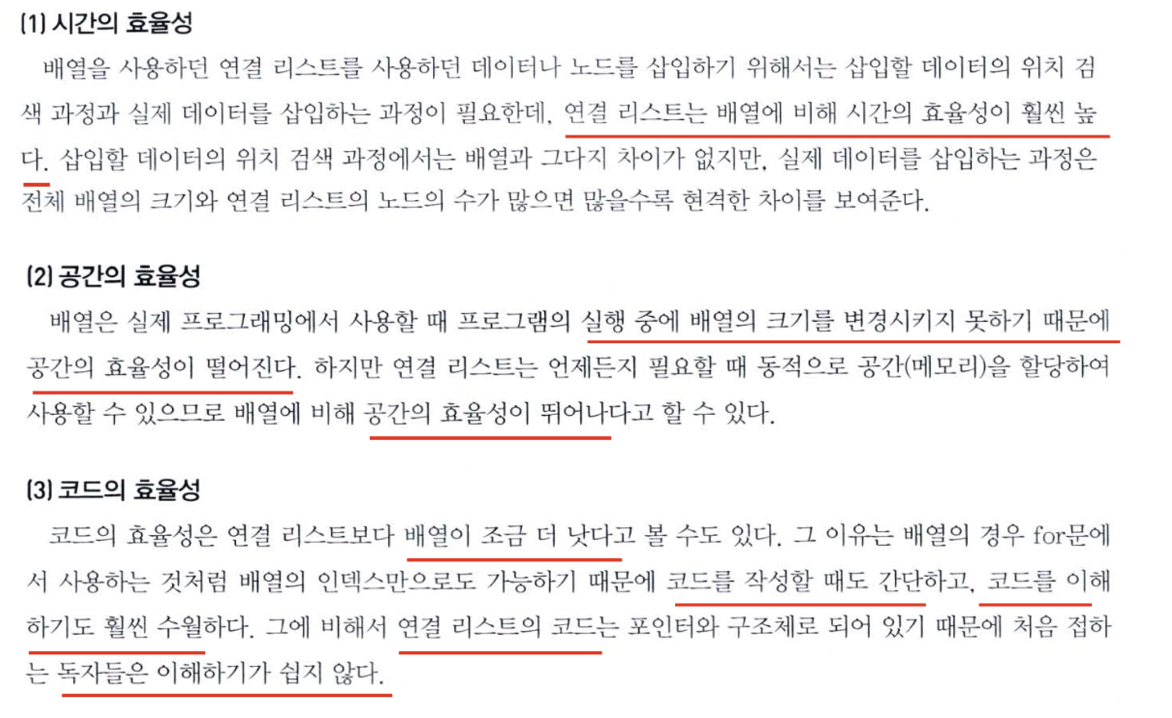 (1) 시간의 효율성
배열을 사용하던 연결 리스트를 사용하던 데이터나 노드를 삽입하기 위해서는 삽입할 데이터의 위치 검
색 과정과 실제 데이터를 삽입하는 과정이 필요한데, 연결 리스트는 배열에 비해 시간의 효율성이 훨씬 높
다. 삽입할 데이터의 위치 검색 과정에서는 배열과 그다지 차이가 없지만, 실제 데이터를 삽입하는 과정은
전체 배열의 크기와 연결 리스트의 노드의 수가 많으면 많을수록 현격한 차이를 보여준다.
(2) 공간의 효율성
배열은 실제 프로그래밍에서 사용할 때 프로그램의 실행 중에 배열의 크기를 변경시키지 못하기 때문에
공간의 효율성이 떨어진다. 하지만 연결 리스트는 언제든지 필요할 때 동적으로 공간(메모리)을 할당하여
사용할 수 있으므로 배열에 비해 공간의 효율성이 뛰어나다고 할 수 있다.
(3) 코드의 효율성
코드의 효율성은 연결 리스트보다 배열이 조금 더 낫다고 볼 수도 있다. 그 이유는 배열의 경우 for문에
서 사용하는 것처럼 배열의 인덱스만으로도 가능하기 때문에 코드를 작성할 때도 간단하고, 코드를 이해
하기도 훨씬 수월하다. 그에 비해서 연결 리스트의 코드는 포인터와 구조체로 되어 있기 때문에 처음 접하
는 독자들은 이해하기가 쉽지 않다.